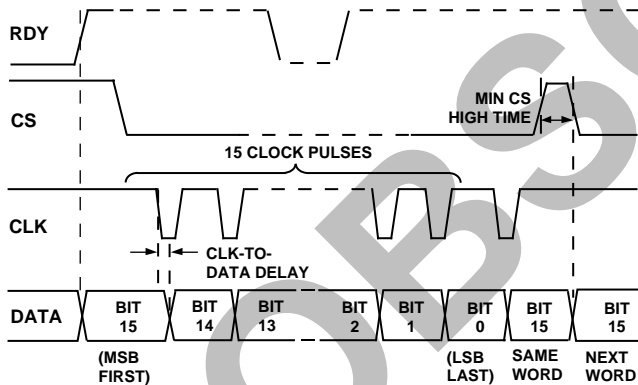 RDY
CS
MIN CS
HIGH TIME
15 CLOCK PULSES
CLK
CLK-TO-
DATA DELAY
DATA
BIT
15
BIT
14
BIT
13
BIT
2
BIT
1
BIT
0
BIT
15
BIT
15
(MSB
FIRST)
(LSB
LAST)
SAME
WORD
NEXT
WORD
OBSO